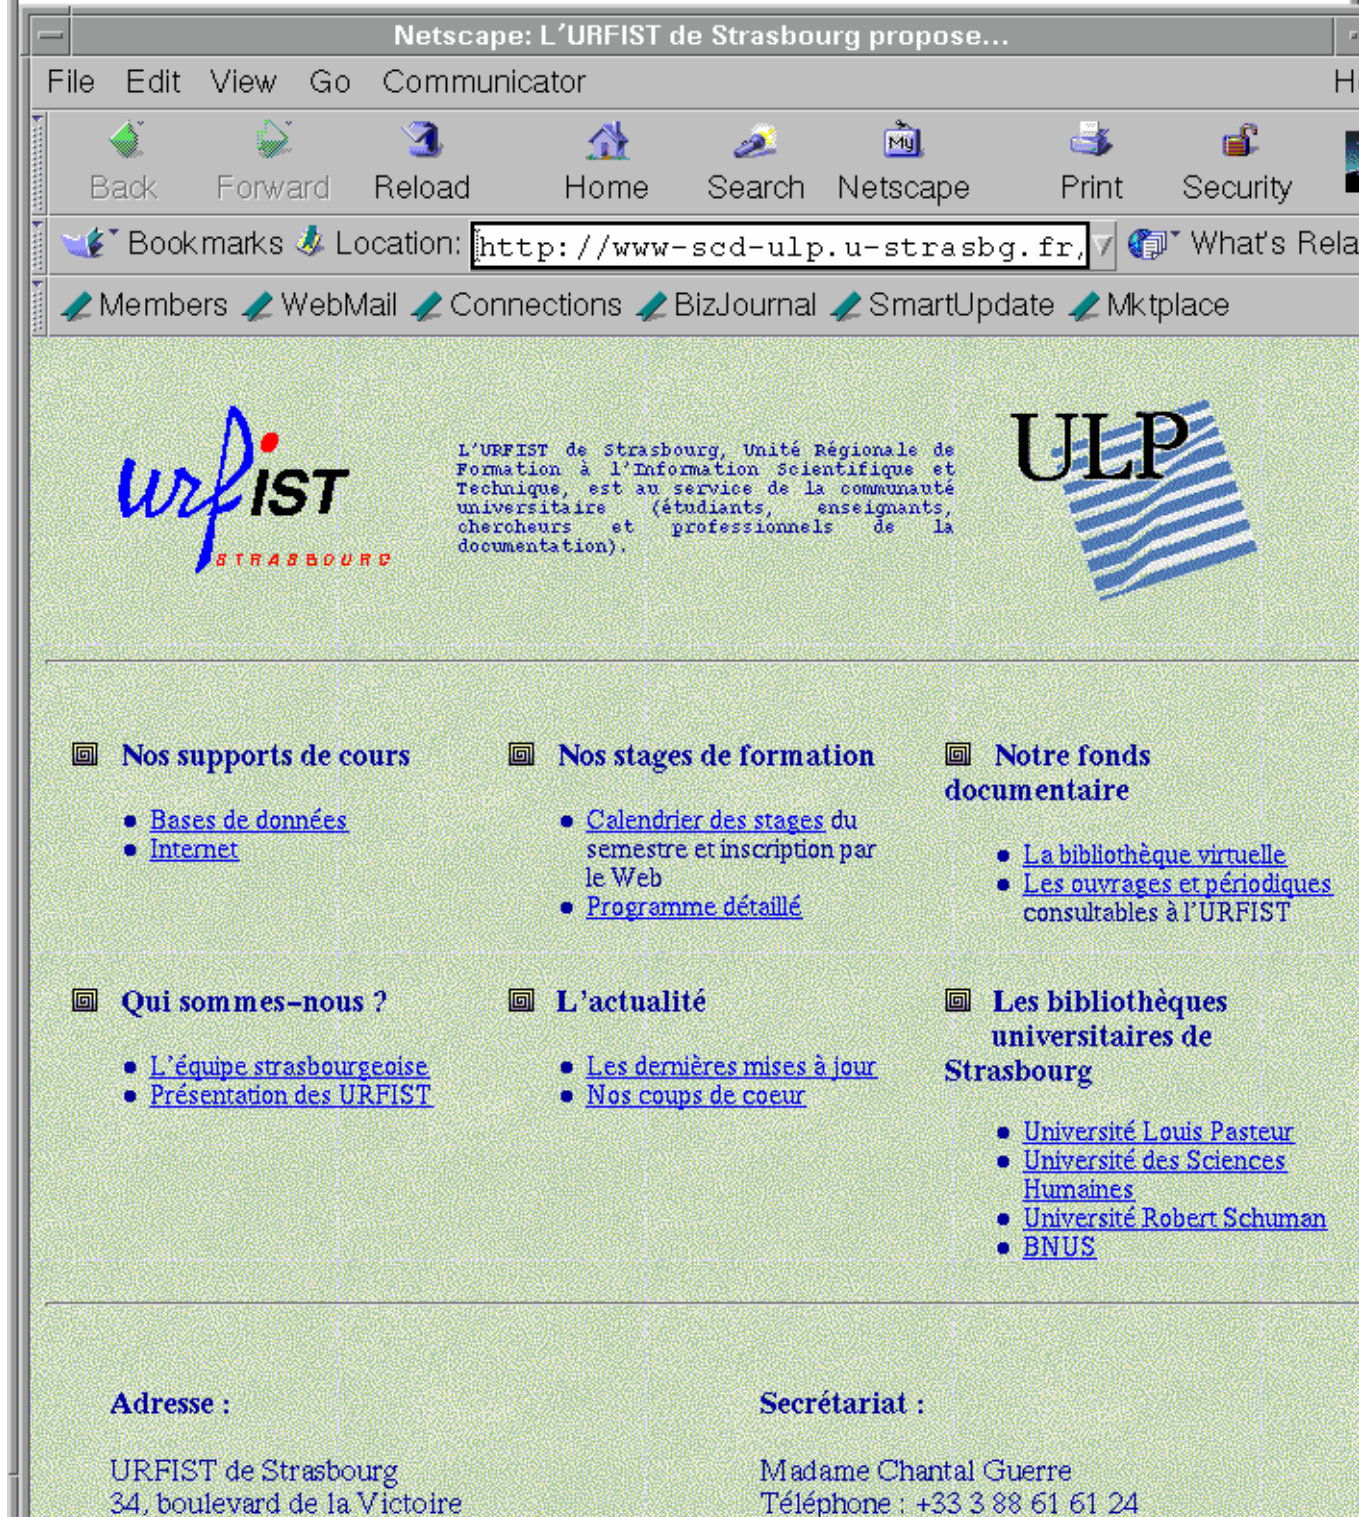 Netscape: L'URFIST de Strasbourg propose...
File Edit View Go Communicator
Back Forward Reload Home Search My Netscape Print Security
Bookmarks Location: http://www-scd-ulp.u-strasbg.fr, What's Rela
Members WebMail Connections BizJournal SmartUpdate Mktplace
urfist
STRASBOURG
L'URFIST de Strasbourg, Unité Régionale de
Formation à l'Information Scientifique et
Technique, est au service de la communauté
universitaire (étudiants, enseignants,
chercheurs et professionnels de la
documentation).
ULP
Nos supports de cours
Bases de données
Internet
Nos stages de formation
Calendrier des stages du
semestre et inscription par
le Web
Programme détaillé
Notre fonds
documentaire
La bibliothèque virtuelle
Les ouvrages et périodiques
consultables à l'URFIST
Qui sommes-nous ?
L'équipe strasbourgeoise
Présentation des URFIST
L'actualité
Les dernières mises à jour
Nos coups de coeur
Les bibliothèques
universitaires de
Strasbourg
Université Louis Pasteur
Université des Sciences
Humaines
Université Robert Schuman
BNUS
Adresse :
URFIST de Strasbourg
34, boulevard de la Victoire
Secrétariat :
Madame Chantal Guerre
Téléphone : +33 3 88 61 61 24